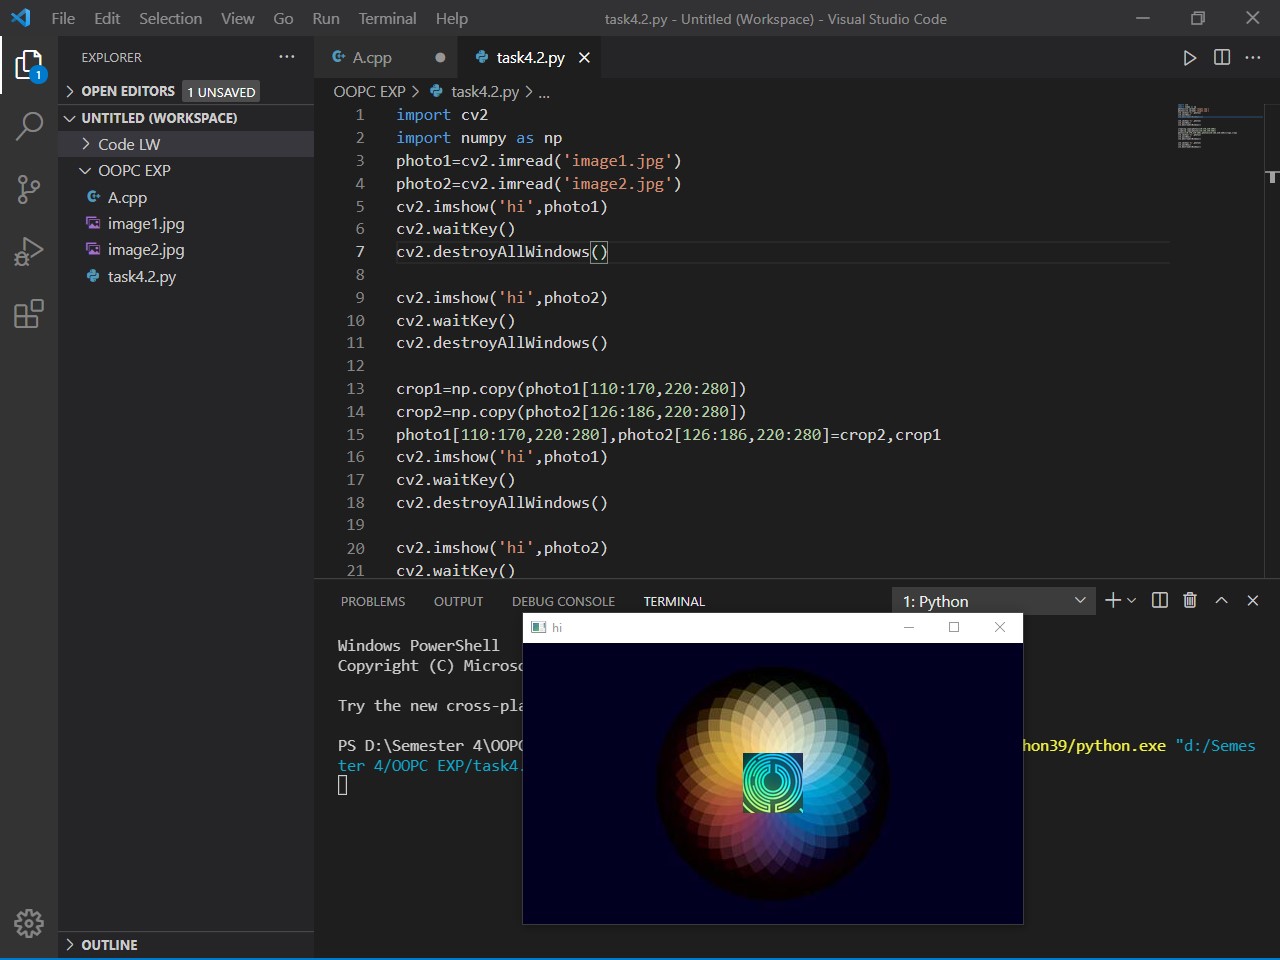 File Edit Selection View Go Run Terminal Help task4.2.py - Untitled (Workspace) - Visual Studio Code
EXPLORER
1
OPEN EDITORS 1 UNSAVED
UNTITLED (WORKSPACE)
Code LW
OOPC EXP
A.cpp
image1.jpg
image2.jpg
task4.2.py
OUTLINE
A.cpp task4.2.py
OOPC EXP > task4.2.py > ...
1 import cv2
2 import numpy as np
3 photo1=cv2.imread('image1.jpg')
4 photo2=cv2.imread('image2.jpg')
5 cv2.imshow('hi',photo1)
6 cv2.waitKey()
7 cv2.destroyAllWindows()
8
9 cv2.imshow('hi',photo2)
10 cv2.waitKey()
11 cv2.destroyAllWindows()
12
13 crop1=np.copy(photo1[110:170,220:280])
14 crop2=np.copy(photo2[126:186,220:280])
15 photo1[110:170,220:280],photo2[126:186,220:280]=crop2,crop1
16 cv2.imshow('hi',photo1)
17 cv2.waitKey()
18 cv2.destroyAllWindows()
19
20 cv2.imshow('hi',photo2)
21 cv2.waitKey()
PROBLEMS OUTPUT DEBUG CONSOLE TERMINAL 1: Python
hi
Windows PowerShell
Copyright (C) Microso
Try the new cross-pla
PS D:\Semester 4\OOPC hon39/python.exe "d:/Semes
ter 4/OOPC EXP/task4.